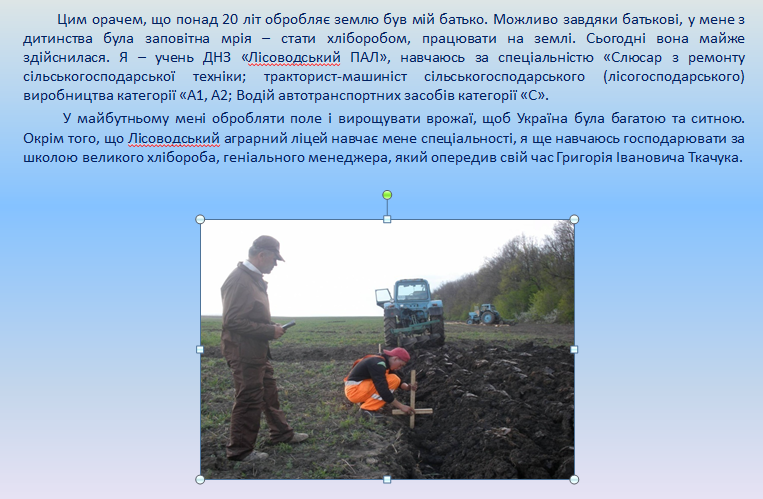 Цим орачем, що понад 20 літ обробляє землю був мій батько. Можливо завдяки батькові, у мене з
дитинства була заповітна мрія – стати хліборобом, працювати на землі. Сьогодні вона майже
здійснилася. Я – учень ДНЗ «Лісоводський ПАЛ», навчаюсь за спеціальністю «Слюсар з ремонту
сільськогосподарської техніки; тракторист-машиніст сільськогосподарського (лісогосподарського)
виробництва категорії «А1, А2; Водій автотранспортних засобів категорії «С».
У майбутньому мені обробляти поле і вирощувати врожаї, щоб Україна була багатою та ситною.
Окрім того, що Лісоводський аграрний ліцей навчає мене спеціальності, я ще навчаюсь господарювати за
школою великого хлібороба, геніального менеджера, який опередив свій час Григорія Івановича Ткачука.